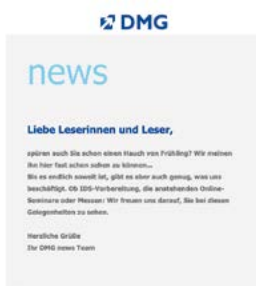 DMG
news
Liebe Leserinnen und Leser,
spüren auch Sie schon einen Hauch von Frühling? Wir meinen
ihn hier fast schon sehen zu können...
Bis es endlich soweit ist, gibt es aber auch genug, was uns
beschäftigt. Ob IDS-Vorbereitung, die anstehenden Online-
Seminare oder Messen: Wir freuen uns darauf, Sie bei diesen
Gelegenheiten zu sehen.
Herzliche Grüße
Ihr DMG news Team